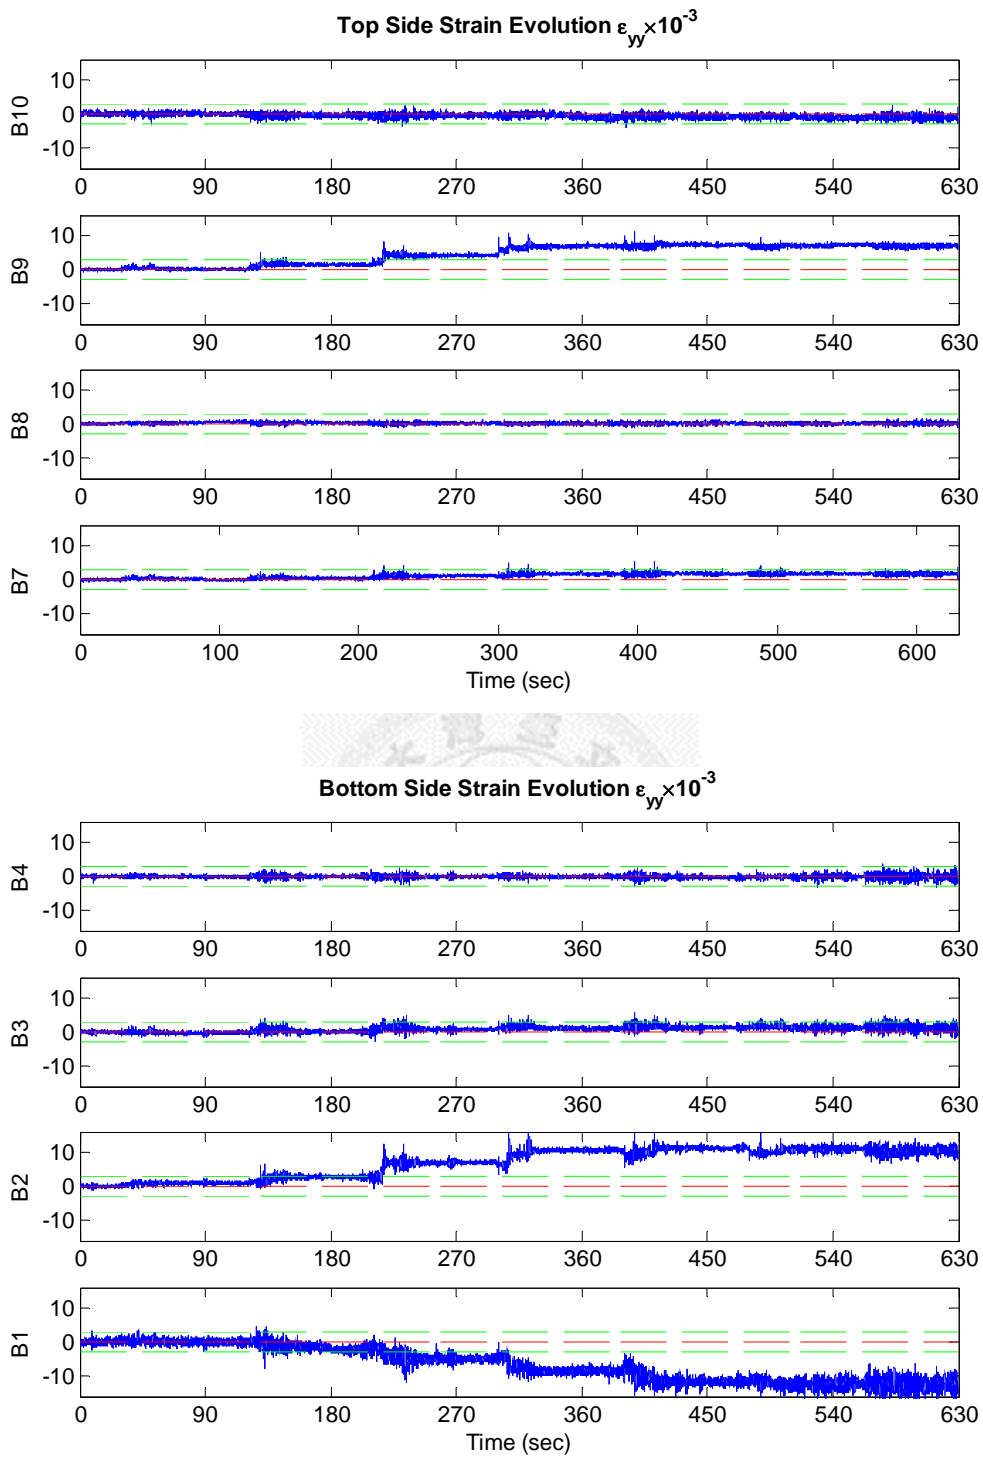 Top Side Strain Evolution εyy×10-3
10
0
-10
B10
0 90 180 270 360 450 540 630
10
0
-10
B9
0 90 180 270 360 450 540 630
10
0
-10
B8
0 90 180 270 360 450 540 630
10
0
-10
B7
0 100 200 300 400 500 600
Time (sec)
Bottom Side Strain Evolution εyy×10-3
10
0
-10
B4
0 90 180 270 360 450 540 630
10
0
-10
B3
0 90 180 270 360 450 540 630
10
0
-10
B2
0 90 180 270 360 450 540 630
10
0
-10
B1
0 90 180 270 360 450 540 630
Time (sec)